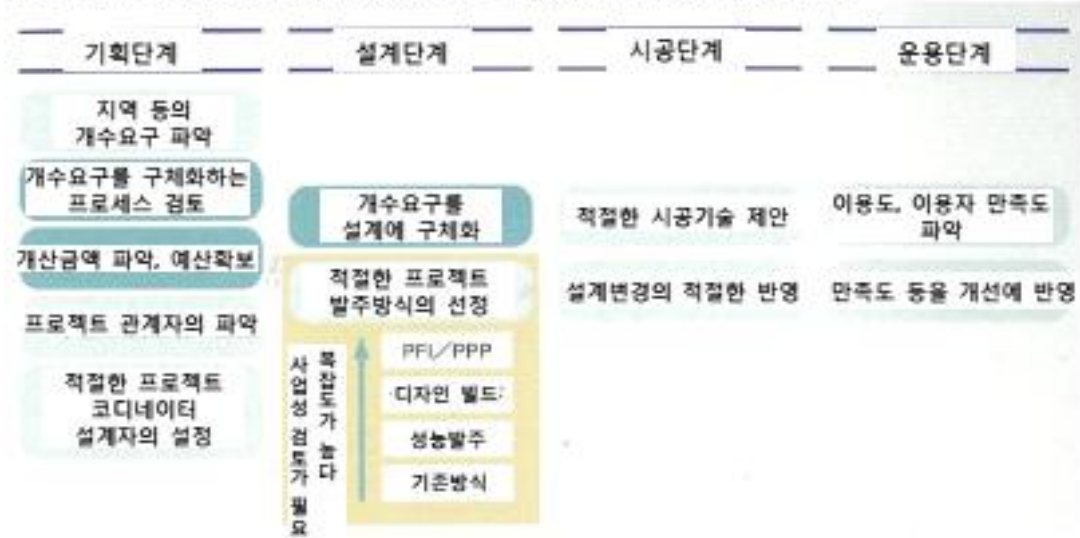 기획단계
지역 등의
개수요구 파악
개수요구를 구체화하는
프로세스 검토
개산금액 파악, 예산확보
프로젝트 관계자의 파악
적절한 프로젝트
코디네이터
설계자의 설정
설계단계
개수요구를
설계에 구체화
적절한 프로젝트
발주방식의 선정
사업성 검토가 필요
복잡도가 높다
PFI/PPP
디자인 빌드
성능발주
기존방식
시공단계
적절한 시공기술 제안
설계변경의 적절한 반영
운용단계
이용도, 이용자 만족도
파악
만족도 등을 개선에 반영